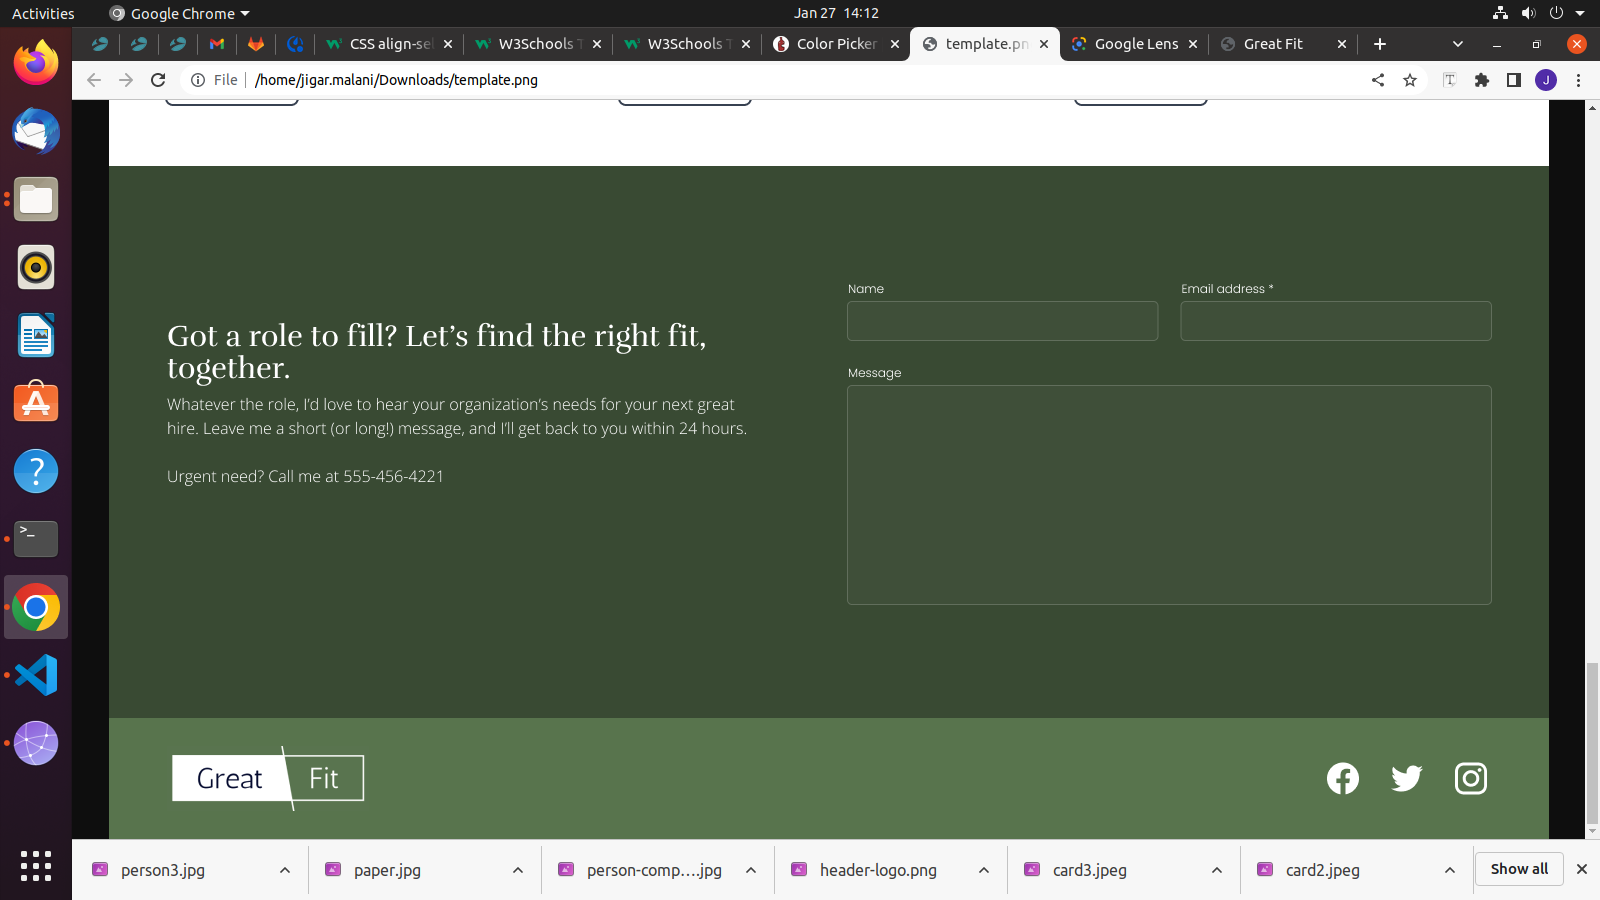 Activities
Google Chrome
Jan 27 14:12
CSS align-sel
W3Schools T
W3Schools T
Color Picker
template.pn
Google Lens
Great Fit
File
/home/jigar.malani/Downloads/template.png
J
Name
Email address *
Got a role to fill? Let’s find the right fit,
together.
Message
Whatever the role, I’d love to hear your organization’s needs for your next great
hire. Leave me a short (or long!) message, and I’ll get back to you within 24 hours.
Urgent need? Call me at 555-456-4221
Great Fit
person3.jpg
paper.jpg
person-comp....jpg
header-logo.png
card3.jpeg
card2.jpeg
Show all